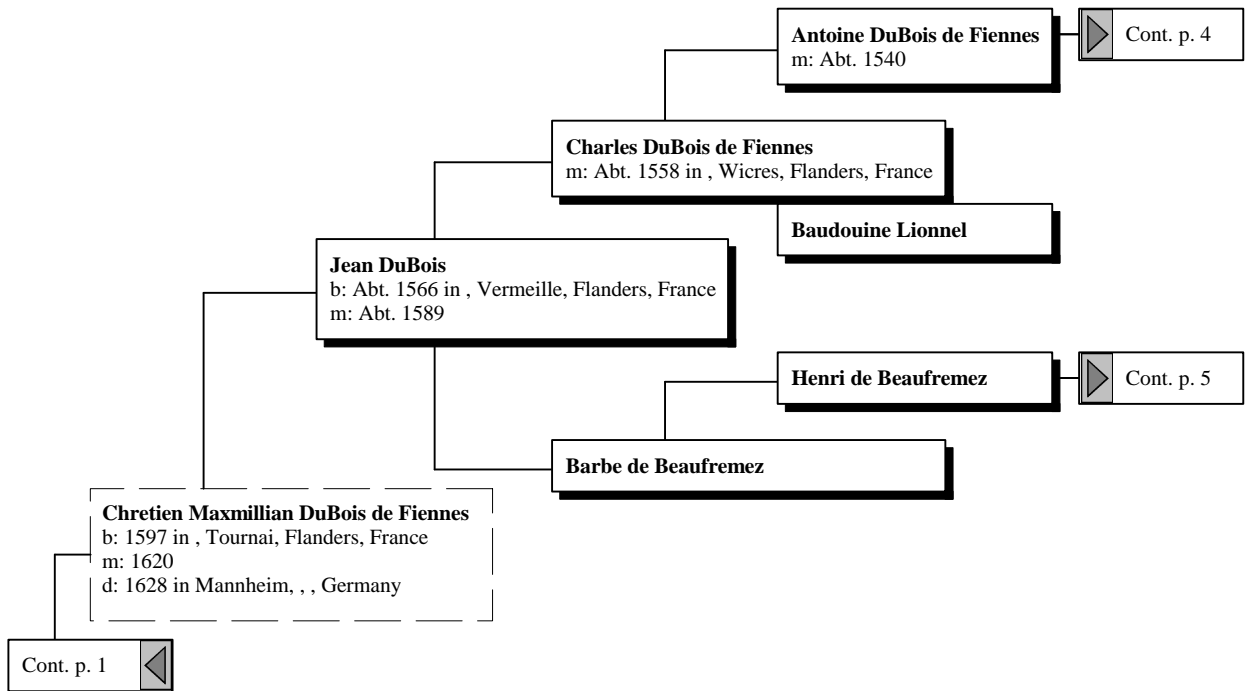 Antoine DuBois de Fiennes
m: Abt. 1540
Cont. p. 4
Charles DuBois de Fiennes
m: Abt. 1558 in , Wicres, Flanders, France
Baudouine Lionnel
Jean DuBois
b: Abt. 1566 in , Vermeille, Flanders, France
m: Abt. 1589
Henri de Beaufremez
Cont. p. 5
Barbe de Beaufremez
Chretien Maxmillian DuBois de Fiennes
b: 1597 in , Tournai, Flanders, France
m: 1620
d: 1628 in Mannheim, , , Germany
Cont. p. 1